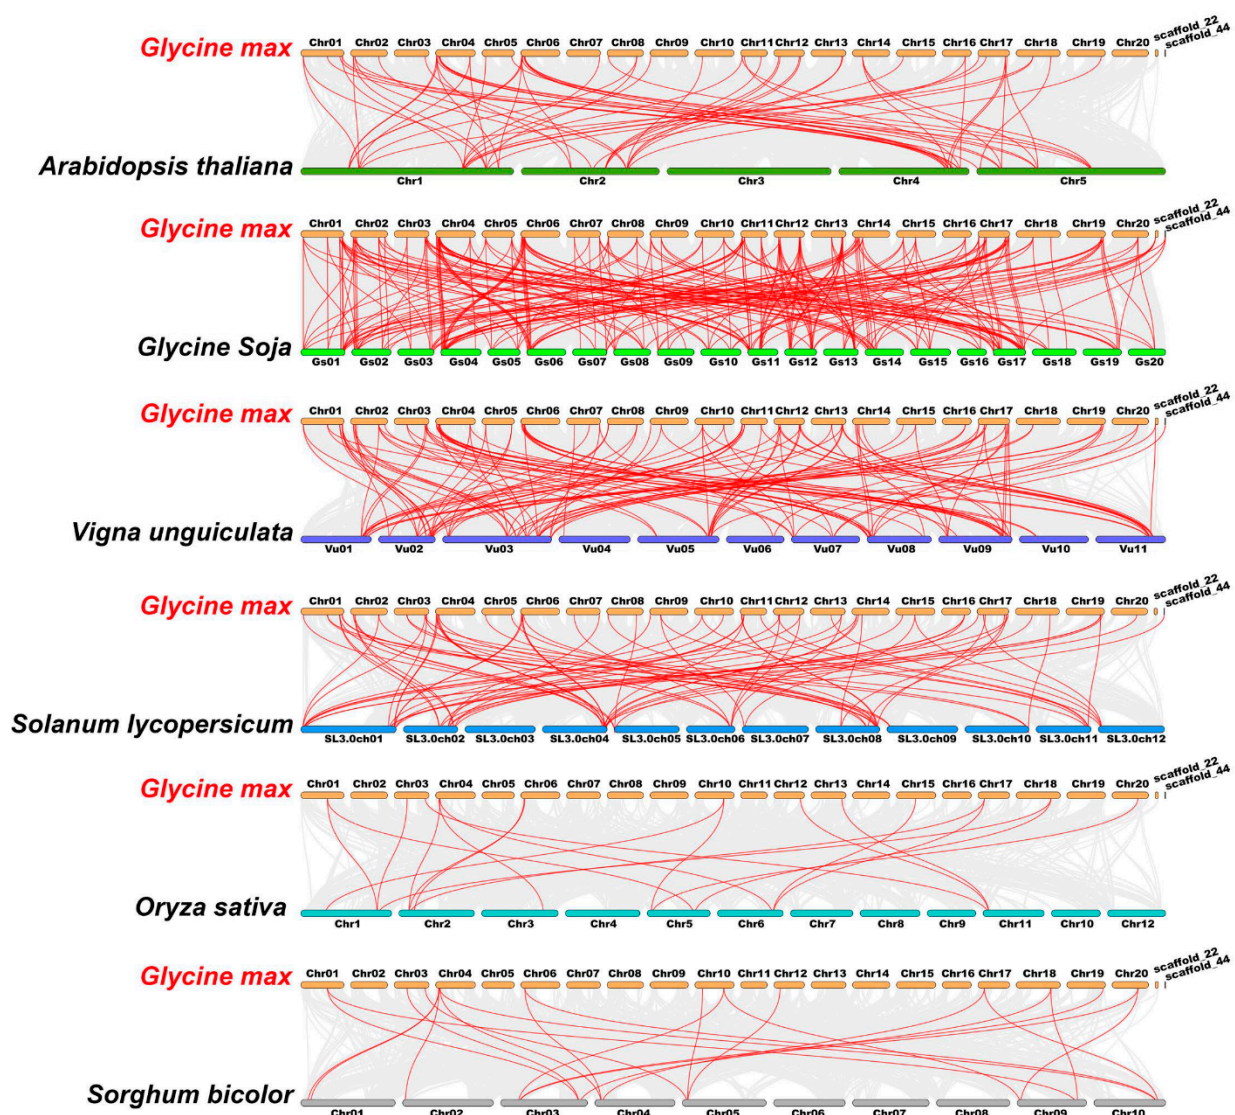 Glycine max Chr01 Chr02 Chr03 Chr04 Chr05 Chr06 Chr07 Chr08 Chr09 Chr10 Chr11 Chr12 Chr13 Chr14 Chr15 Chr16 Chr17 Chr18 Chr19 Chr20 scaffold_22 scaffold_44
Arabidopsis thaliana
Chr1 Chr2 Chr3 Chr4 Chr5
Glycine max Chr01 Chr02 Chr03 Chr04 Chr05 Chr06 Chr07 Chr08 Chr09 Chr10 Chr11 Chr12 Chr13 Chr14 Chr15 Chr16 Chr17 Chr18 Chr19 Chr20 scaffold_22 scaffold_44
Glycine Soja
Gs01 Gs02 Gs03 Gs04 Gs05 Gs06 Gs07 Gs08 Gs09 Gs10 Gs11 Gs12 Gs13 Gs14 Gs15 Gs16 Gs17 Gs18 Gs19 Gs20
Glycine max Chr01 Chr02 Chr03 Chr04 Chr05 Chr06 Chr07 Chr08 Chr09 Chr10 Chr11 Chr12 Chr13 Chr14 Chr15 Chr16 Chr17 Chr18 Chr19 Chr20 scaffold_22 scaffold_44
Vigna unguiculata
Vu01 Vu02 Vu03 Vu04 Vu05 Vu06 Vu07 Vu08 Vu09 Vu10 Vu11
Glycine max Chr01 Chr02 Chr03 Chr04 Chr05 Chr06 Chr07 Chr08 Chr09 Chr10 Chr11 Chr12 Chr13 Chr14 Chr15 Chr16 Chr17 Chr18 Chr19 Chr20 scaffold_22 scaffold_44
Solanum lycopersicum
SL3.0ch01 SL3.0ch02 SL3.0ch03 SL3.0ch04 SL3.0ch05 SL3.0ch06 SL3.0ch07 SL3.0ch08 SL3.0ch09 SL3.0ch10 SL3.0ch11 SL3.0ch12
Glycine max Chr01 Chr02 Chr03 Chr04 Chr05 Chr06 Chr07 Chr08 Chr09 Chr10 Chr11 Chr12 Chr13 Chr14 Chr15 Chr16 Chr17 Chr18 Chr19 Chr20 scaffold_22 scaffold_44
Oryza sativa
Chr1 Chr2 Chr3 Chr4 Chr5 Chr6 Chr7 Chr8 Chr9 Chr11 Chr10 Chr12
Glycine max Chr01 Chr02 Chr03 Chr04 Chr05 Chr06 Chr07 Chr08 Chr09 Chr10 Chr11 Chr12 Chr13 Chr14 Chr15 Chr16 Chr17 Chr18 Chr19 Chr20 scaffold_22 scaffold_44
Sorghum bicolor
Chr01 Chr02 Chr03 Chr04 Chr05 Chr06 Chr07 Chr08 Chr09 Chr10